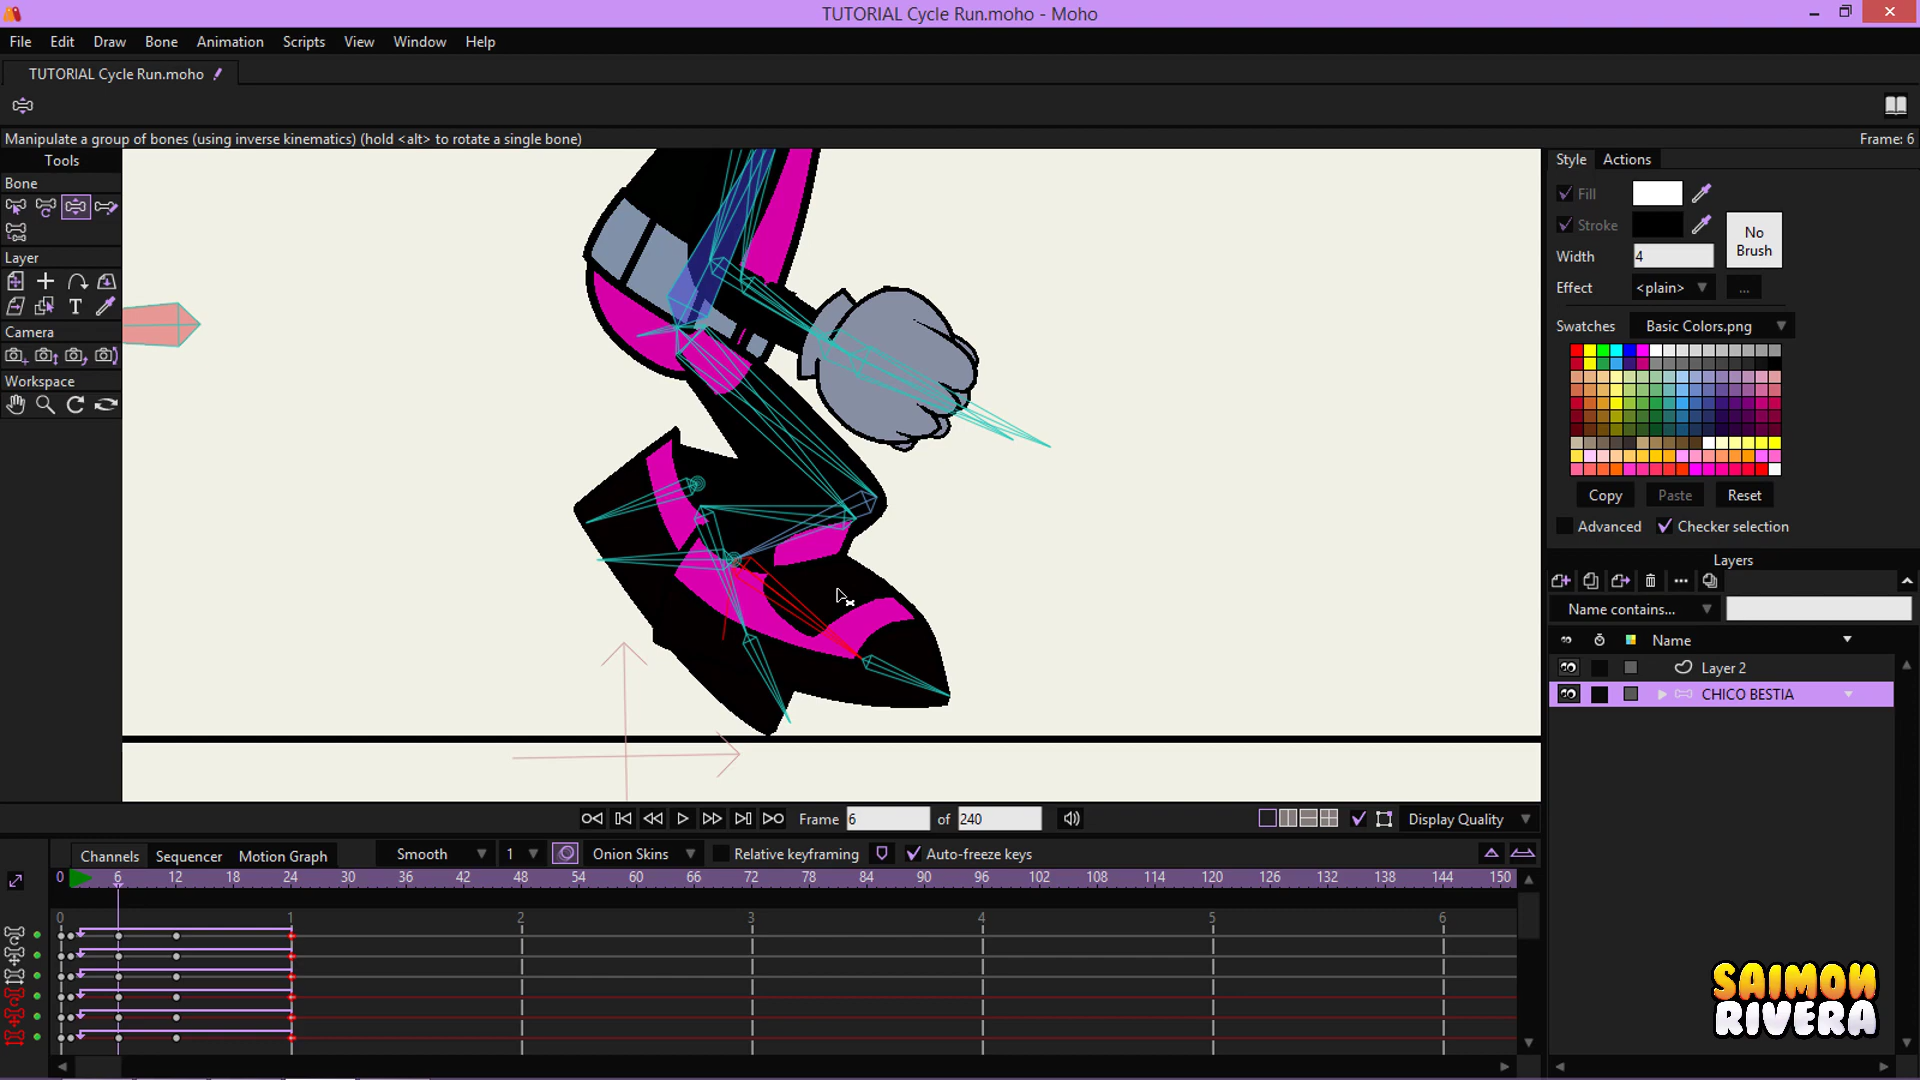 TUTORIAL Cycle Run.moho - Moho
File Edit Draw Bone Animation Scripts View Window Help
TUTORIAL Cycle Run.moho
Manipulate a group of bones (using inverse kinematics) (hold <alt> to rotate a single bone)
Frame: 6
Tools
Bone
Layer
Camera
Workspace
Style Actions
Fill
Stroke
No Brush
Width 4
Effect <plain> ...
Swatches Basic Colors.png
Copy Paste Reset
Advanced Checker selection
Layers
Name contains...
Name
Layer 2
CHICO BESTIA
Frame 6 of 240 Display Quality
Channels Sequencer Motion Graph Smooth 1 Onion Skins Relative keyframing Auto-freeze keys
0 6 12 18 24 30 36 42 48 54 60 66 72 78 84 90 96 102 108 114 120 126 132 138 144 150
0 1 2 3 4 5 6
SAIMON
RIVERA